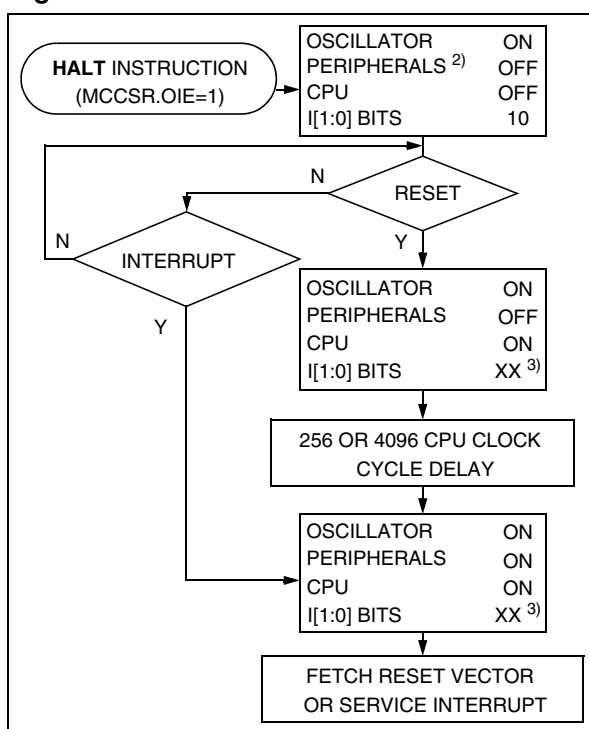 HALT INSTRUCTION
(MCCSR.OIE=1)
OSCILLATOR ON
PERIPHERALS 2) OFF
CPU OFF
I[1:0] BITS 10
RESET
N
Y
INTERRUPT
N
Y
OSCILLATOR ON
PERIPHERALS OFF
CPU ON
I[1:0] BITS XX 3)
256 OR 4096 CPU CLOCK
CYCLE DELAY
OSCILLATOR ON
PERIPHERALS ON
CPU ON
I[1:0] BITS XX 3)
FETCH RESET VECTOR
OR SERVICE INTERRUPT